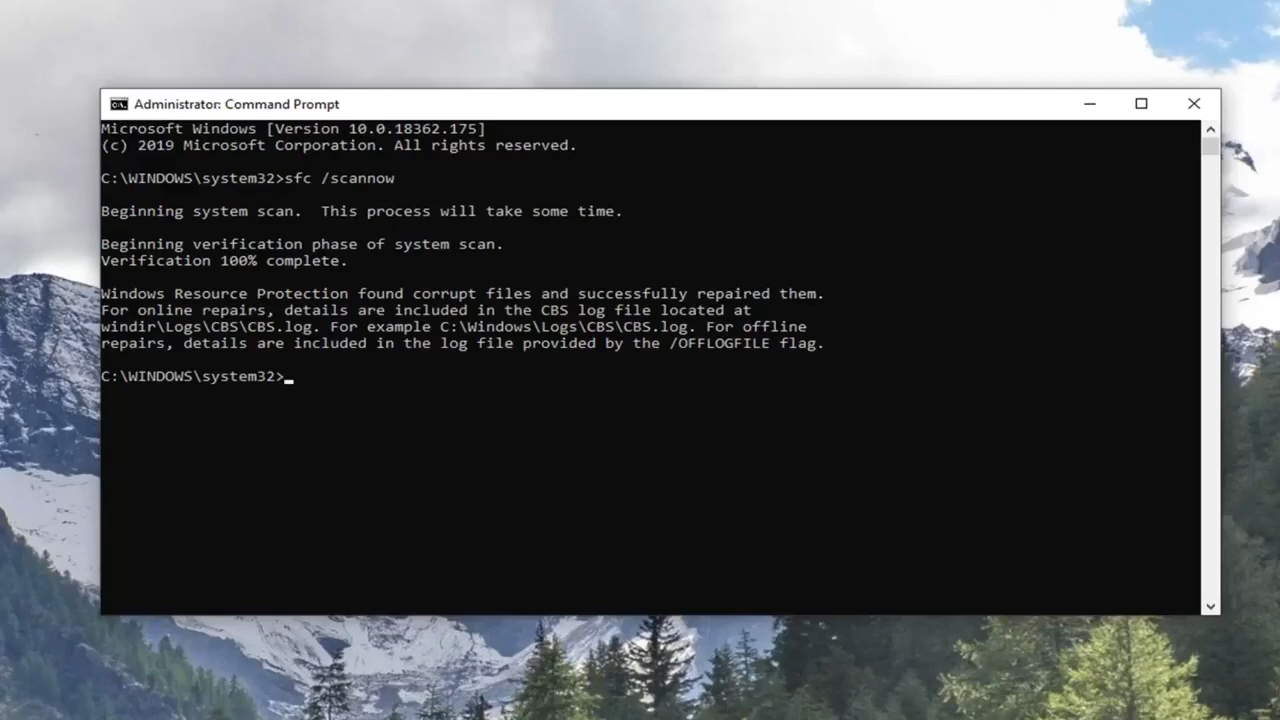 Administrator: Command Prompt
Microsoft Windows [Version 10.0.18362.175]
(c) 2019 Microsoft Corporation. All rights reserved.
C:\WINDOWS\system32>sfc /scannow
Beginning system scan.  This process will take some time.
Beginning verification phase of system scan.
Verification 100% complete.
Windows Resource Protection found corrupt files and successfully repaired them.
For online repairs, details are included in the CBS log file located at
windir\Logs\CBS\CBS.log. For example C:\Windows\Logs\CBS\CBS.log. For offline
repairs, details are included in the log file provided by the /OFFLOGFILE flag.
C:\WINDOWS\system32>